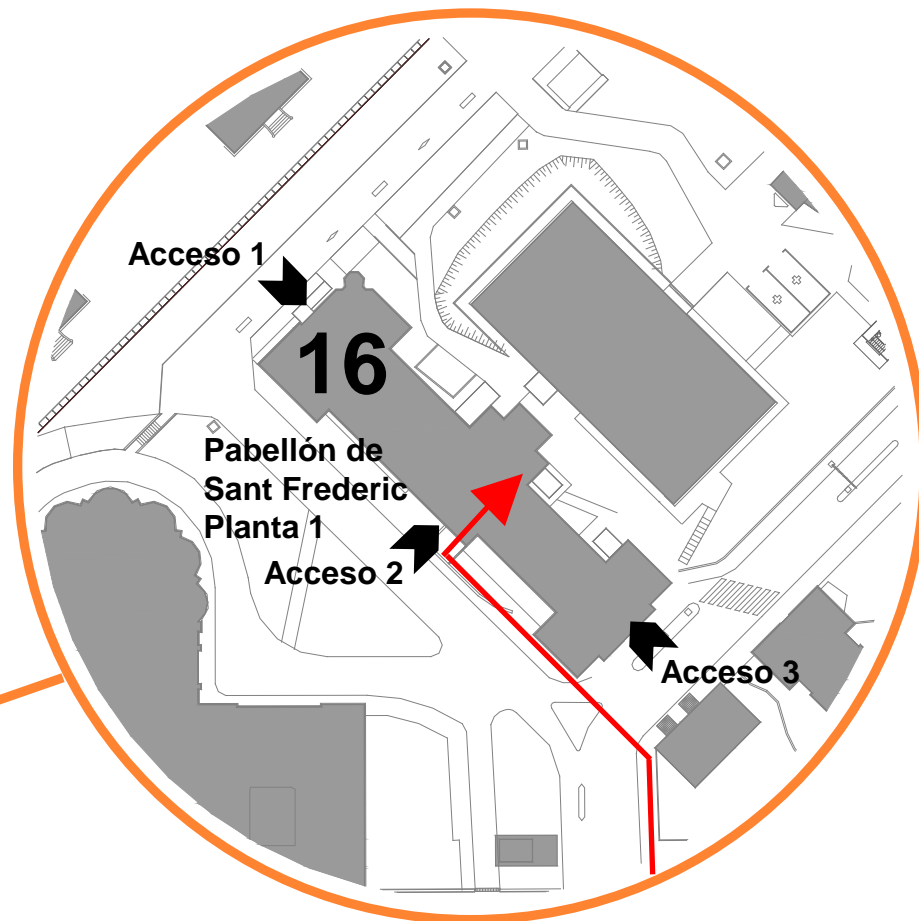 Acceso 1
16
Pabellón de
Sant Frederic
Planta 1
Acceso 2
Acceso 3